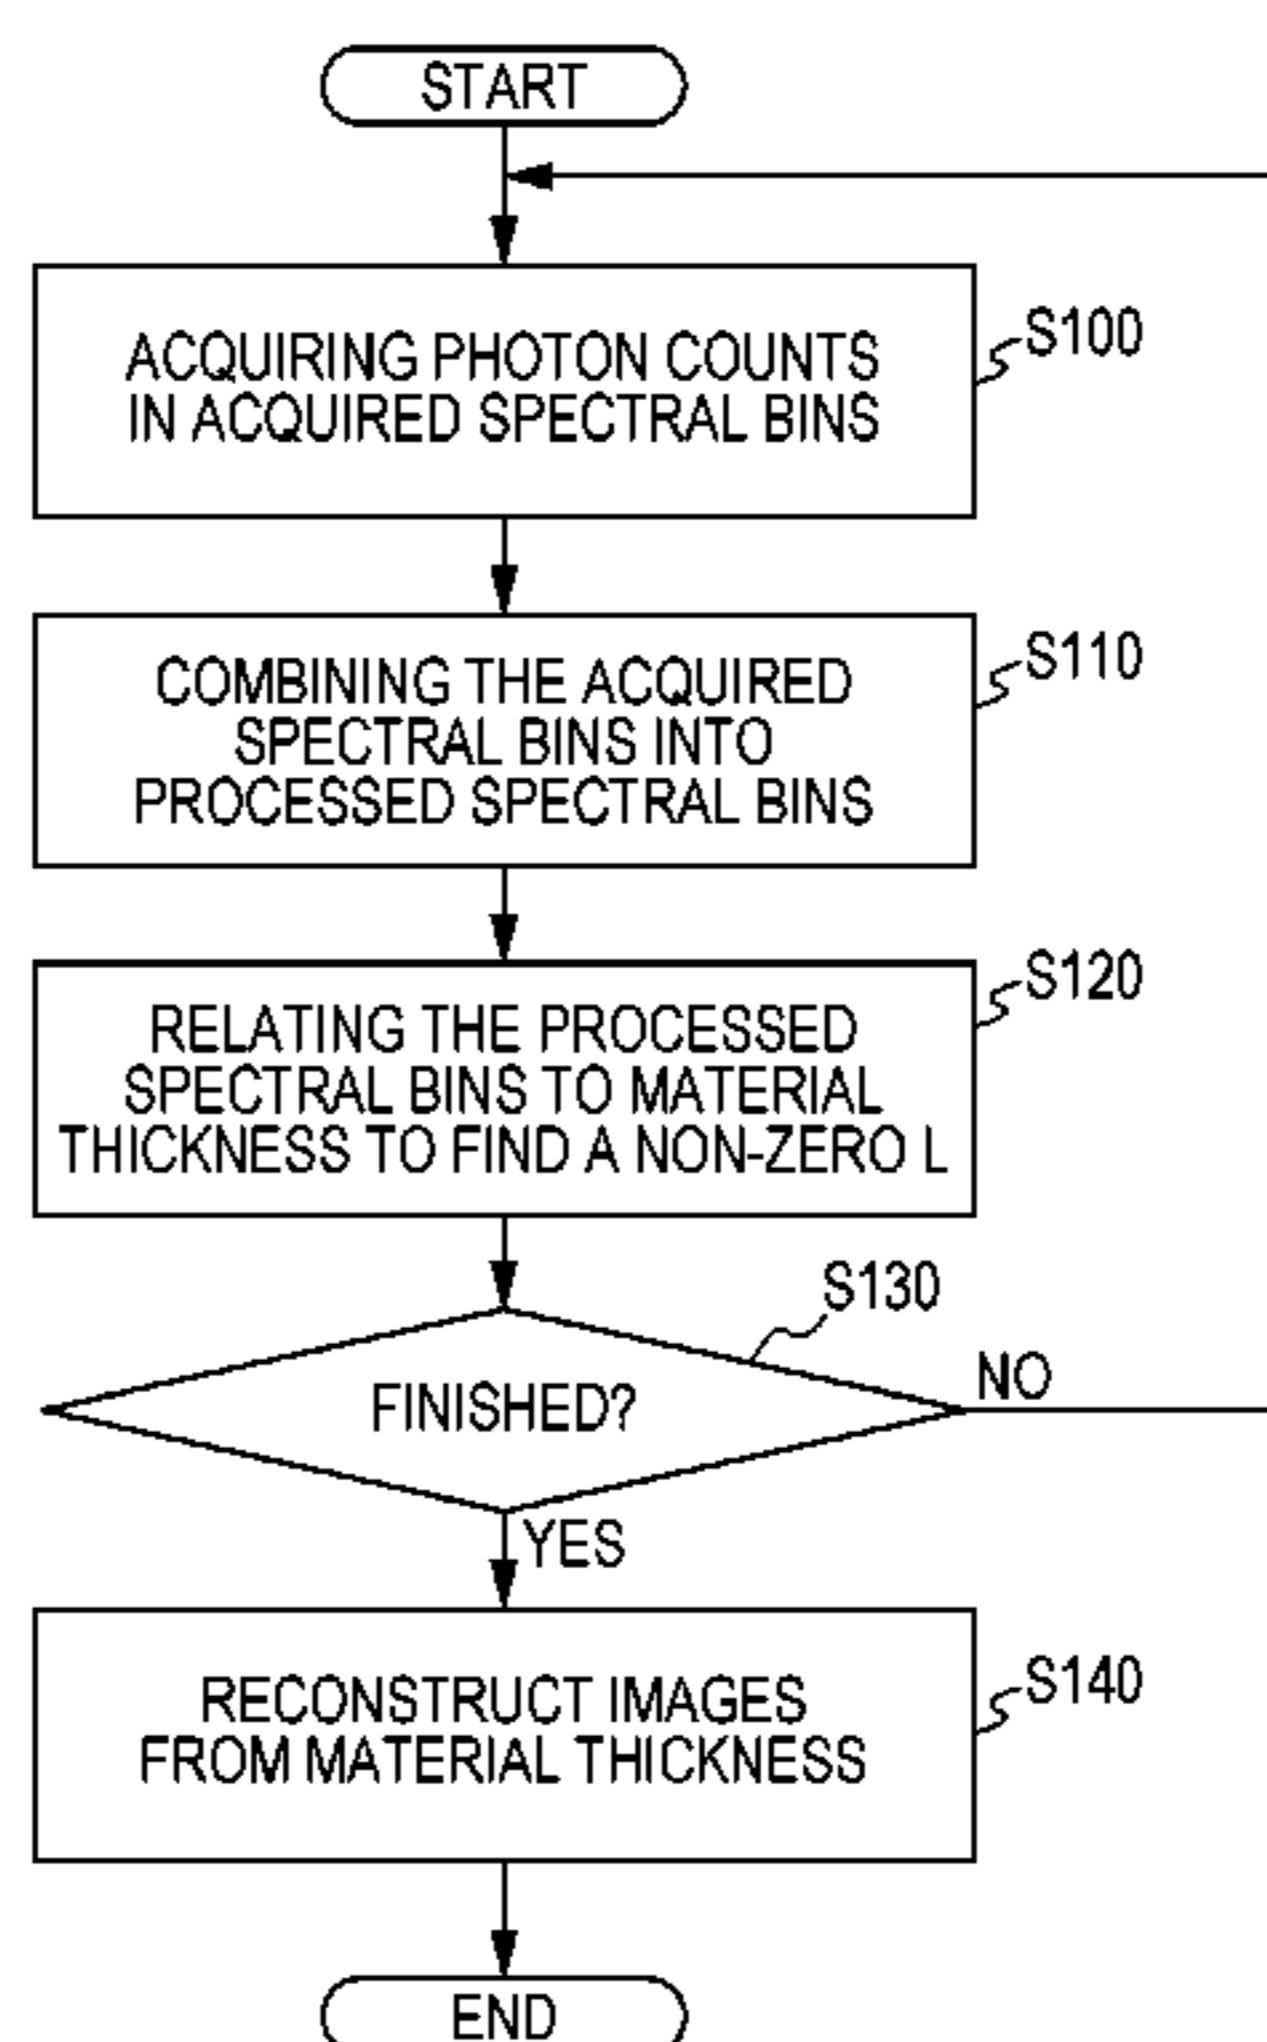 START
ACQUIRING PHOTON COUNTS
IN ACQUIRED SPECTRAL BINS
S100
COMBINING THE ACQUIRED
SPECTRAL BINS INTO
PROCESSED SPECTRAL BINS
S110
RELATING THE PROCESSED
SPECTRAL BINS TO MATERIAL
THICKNESS TO FIND A NON-ZERO L
S120
S130
FINISHED?
NO
YES
RECONSTRUCT IMAGES
FROM MATERIAL THICKNESS
S140
END